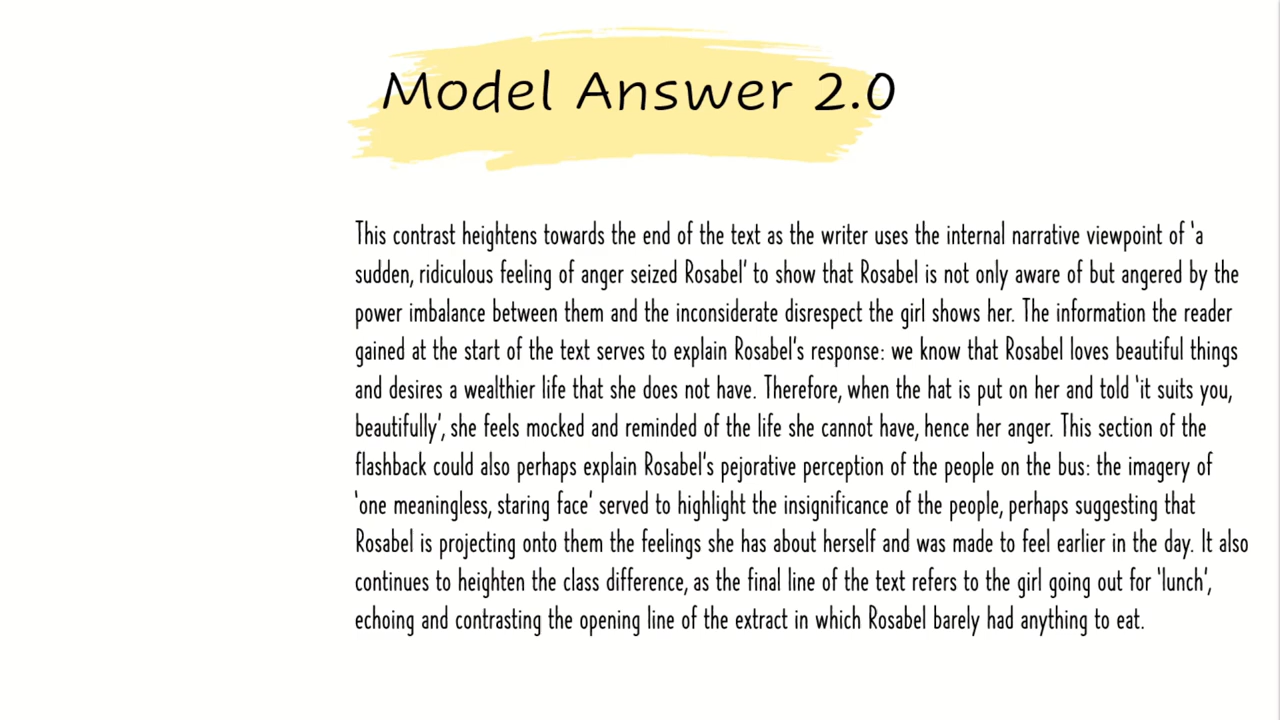 Model Answer 2.0
This contrast heightens towards the end of the text as the writer uses the internal narrative viewpoint of 'a
sudden, ridiculous feeling of anger seized Rosabel' to show that Rosabel is not only aware of but angered by the
power imbalance between them and the inconsiderate disrespect the girl shows her. The information the reader
gained at the start of the text serves to explain Rosabel's response: we know that Rosabel loves beautiful things
and desires a wealthier life that she does not have. Therefore, when the hat is put on her and told 'it suits you,
beautifully', she feels mocked and reminded of the life she cannot have, hence her anger. This section of the
flashback could also perhaps explain Rosabel's pejorative perception of the people on the bus: the imagery of
'one meaningless, staring face' served to highlight the insignificance of the people, perhaps suggesting that
Rosabel is projecting onto them the feelings she has about herself and was made to feel earlier in the day. It also
continues to heighten the class difference, as the final line of the text refers to the girl going out for 'lunch',
echoing and contrasting the opening line of the extract in which Rosabel barely had anything to eat.